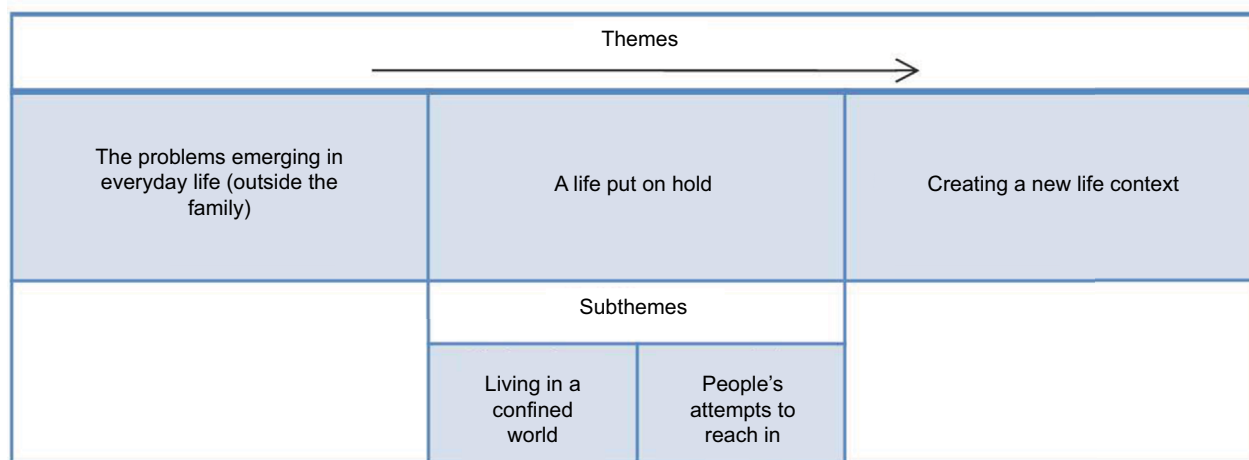 Themes
The problems emerging in
everyday life (outside the
family)
A life put on hold
Creating a new life context
Subthemes
Living in a
confined
world
People’s
attempts to
reach in